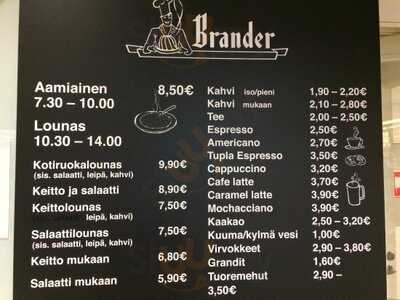 Brander
Aamiainen 8,50€
7.30 – 10.00
Lounas
10.30 – 14.00
Kotiruokalounas 9,90€
(sis. salaatti, leipä, kahvi)
Keitto ja salaatti 8,90€
Keittolounas 7,50€
leipä, kahvi)
Salaattilounas 7,50€
(sis. leipä, kahvi)
Keitto mukaan 6,80€
Salaatti mukaan 5,90€
Kahvi iso/pieni 1,90 – 2,20€
Kahvi mukaan 2,10 – 2,80€
Tee 2,00 – 2,50€
Espresso 2,50€
Americano 2,70€
Tupla Espresso 3,50€
Cappuccino 3,20€
Cafe latte 3,70€
Caramel latte 3,90€
Mochacciano 3,90€
Kaakao 2,50 – 3,20€
Kuuma/kylmä vesi 1,00€
Virvokkeet 2,90 – 3,80€
Grandit 1,60€
Tuoremehut 2,90 –
3,50€